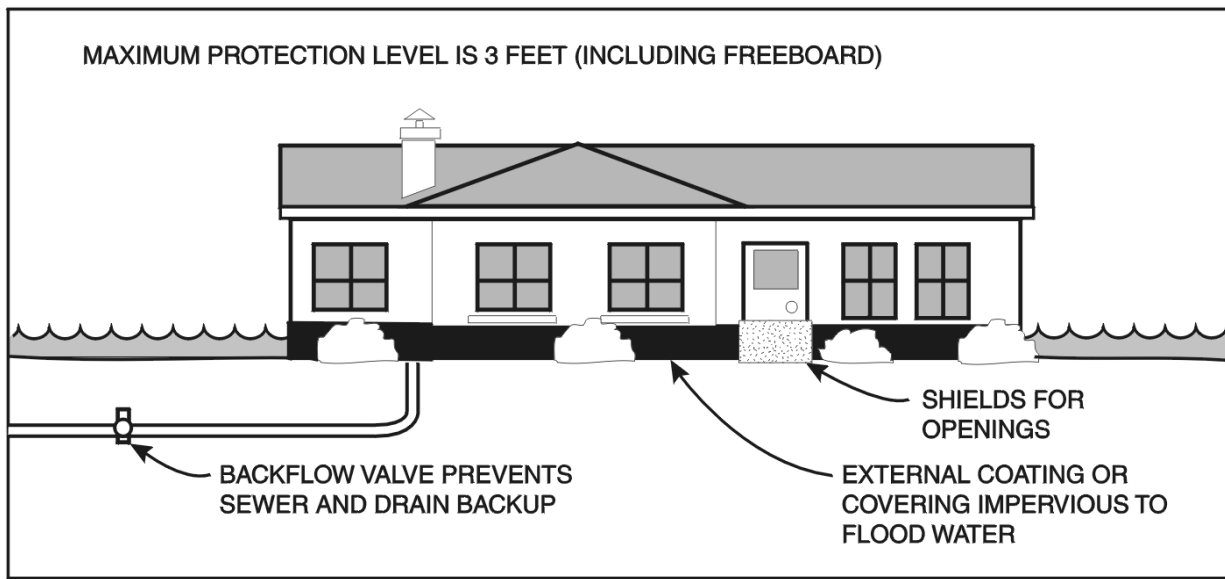 MAXIMUM PROTECTION LEVEL IS 3 FEET (INCLUDING FREEBOARD)
SHIELDS FOR
OPENINGS
BACKFLOW VALVE PREVENTS
SEWER AND DRAIN BACKUP
EXTERNAL COATING OR
COVERING IMPERVIOUS TO
FLOOD WATER